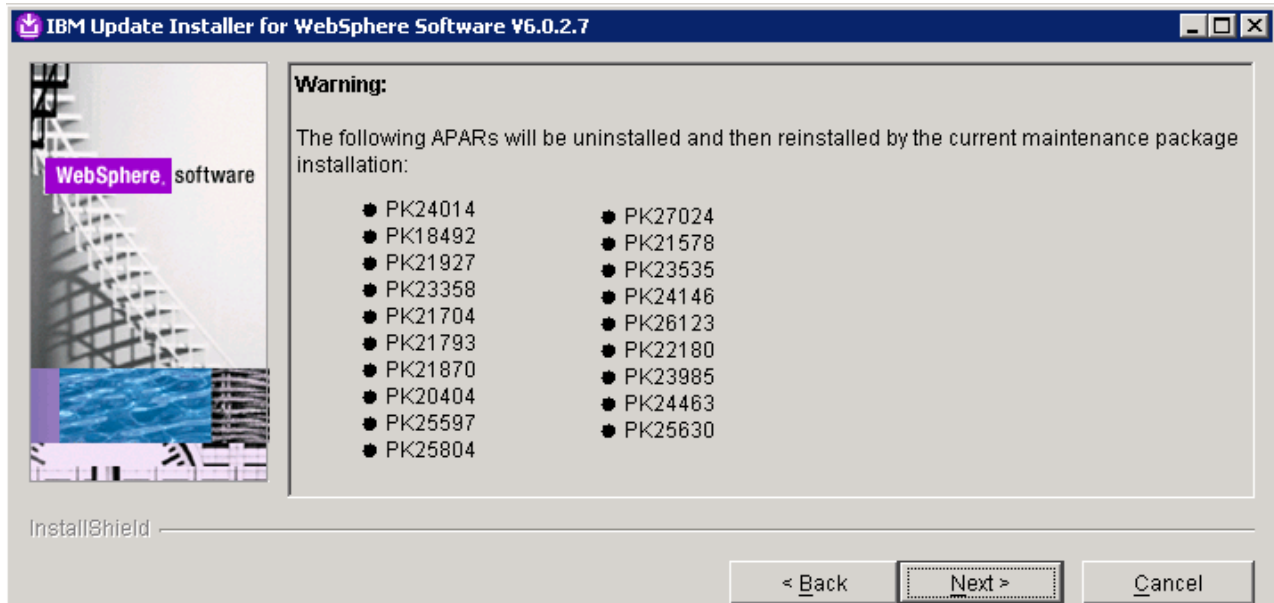 IBM Update Installer for WebSphere Software V6.0.2.7
WebSphere. software
Warning:
The following APARs will be uninstalled and then reinstalled by the current maintenance package
installation:
PK24014
PK18492
PK21927
PK23358
PK21704
PK21793
PK21870
PK20404
PK25597
PK25804
PK27024
PK21578
PK23535
PK24146
PK26123
PK22180
PK23985
PK24463
PK25630
InstallShield
< Back
Next >
Cancel